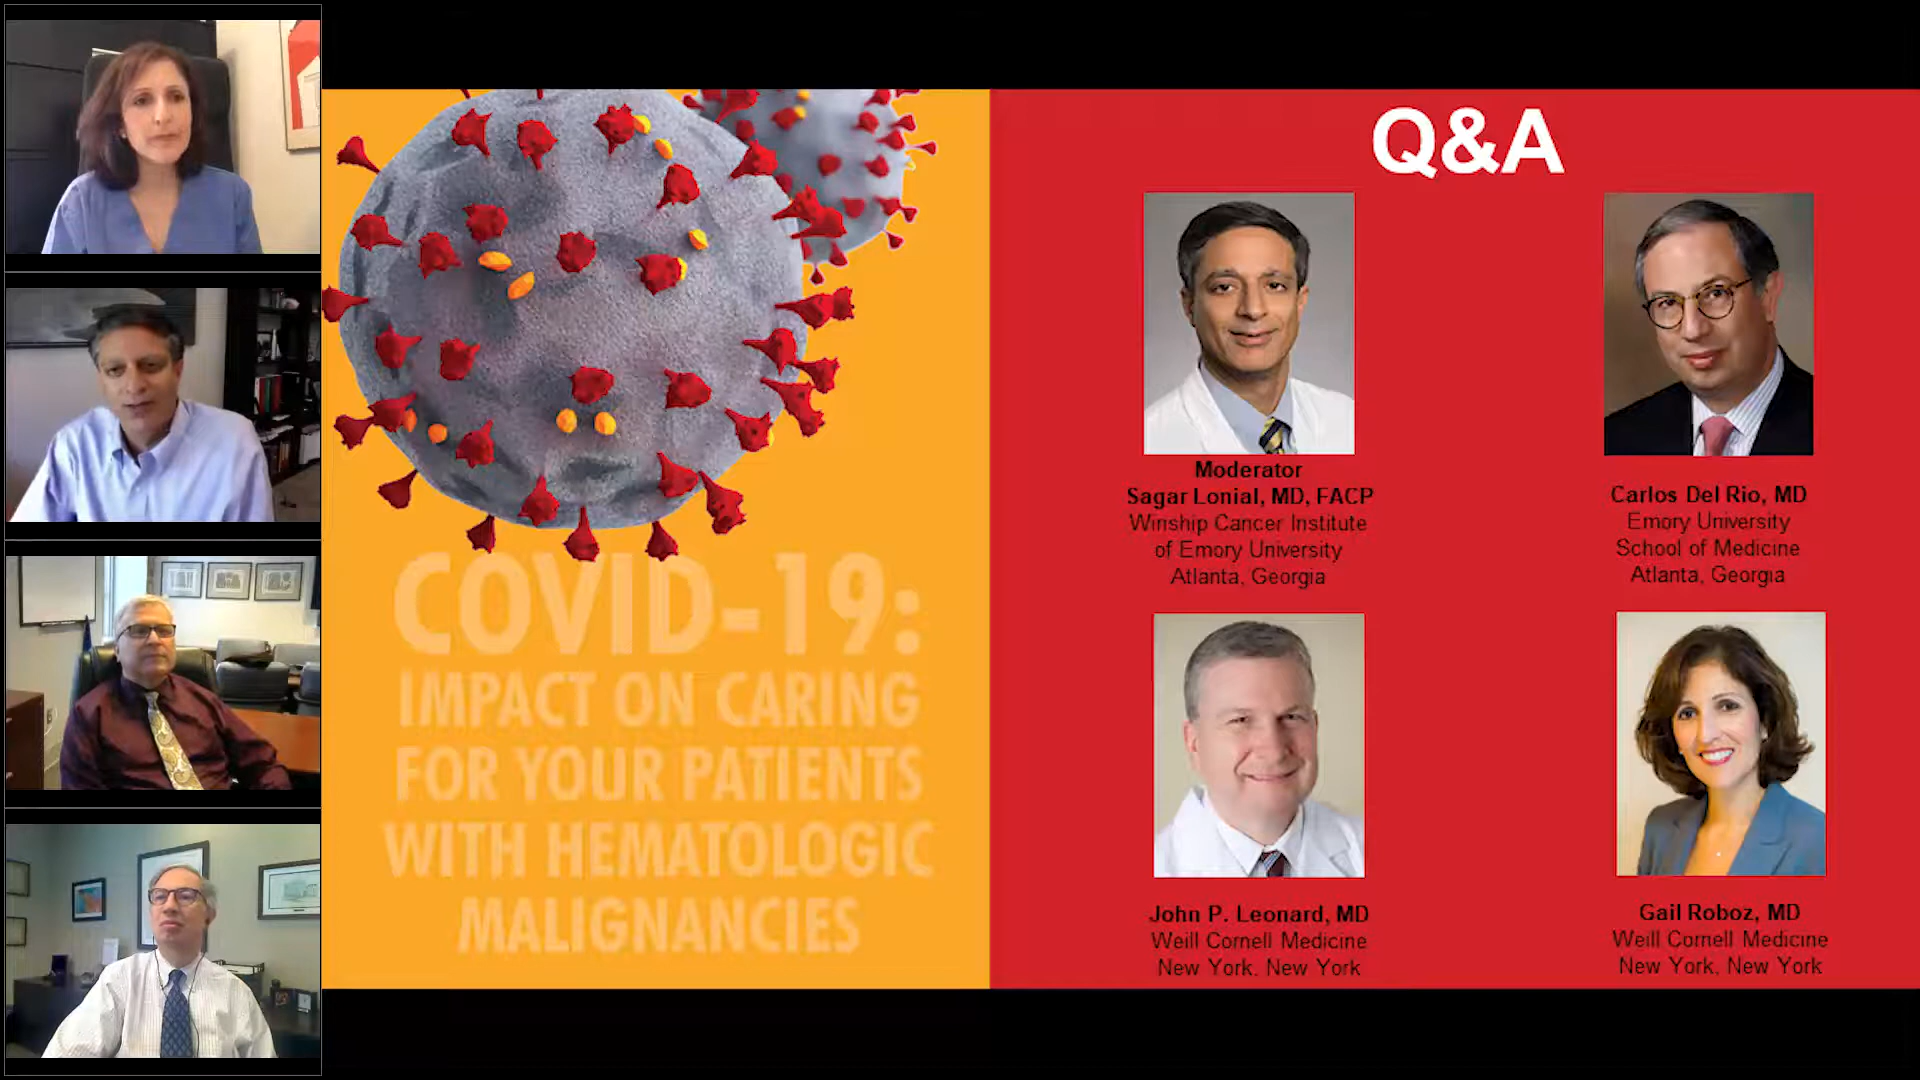 COVID-19:
IMPACT ON CARING
FOR YOUR PATIENTS
WITH HEMATOLOGIC
MALIGNANCIES
Q&A
Moderator
Sagar Lonial, MD, FACP
Winship Cancer Institute
of Emory University
Atlanta, Georgia
Carlos Del Rio, MD
Emory University
School of Medicine
Atlanta, Georgia
John P. Leonard, MD
Weill Cornell Medicine
New York, New York
Gail Roboz, MD
Weill Cornell Medicine
New York, New York